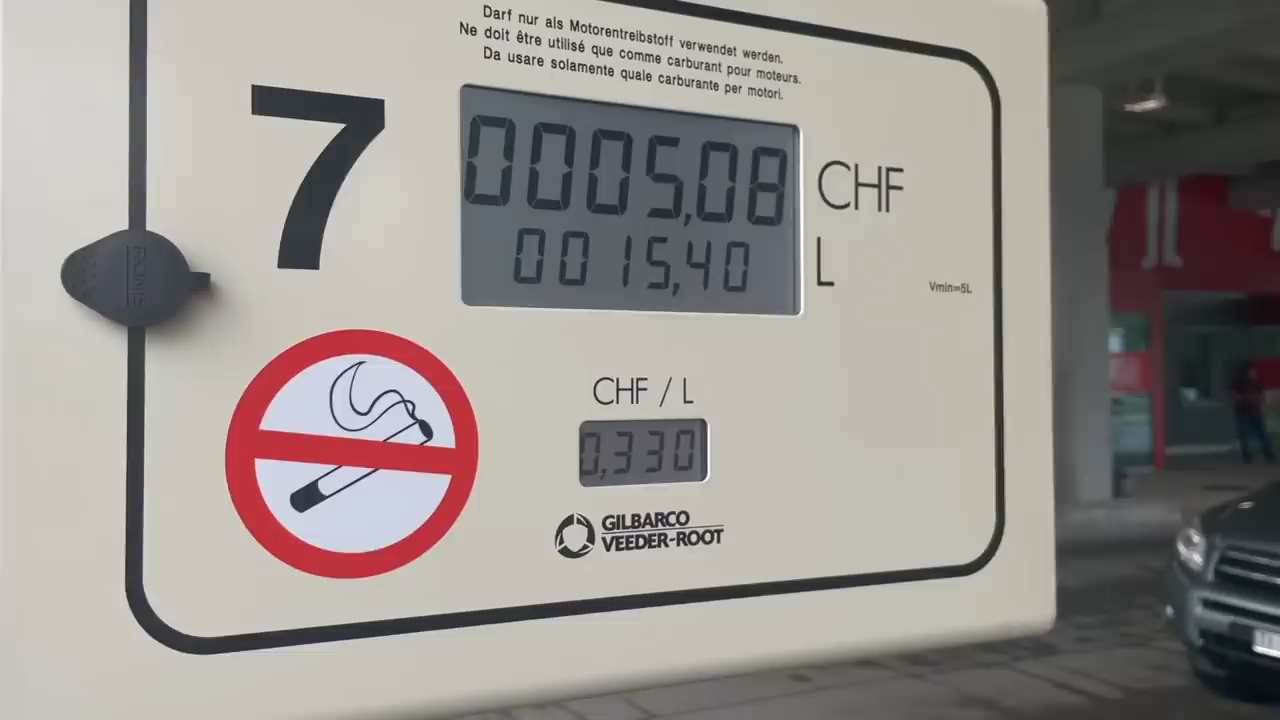 Darf nur als Motorentreibstoff verwendet werden.
Ne doit être utilisé que comme carburant pour moteurs.
Da usare solamente quale carburante per motori.
7
0005,08 CHF
0015,40 L
Vmin=5L
CHF / L
0,330
GILBARCO
VEEDER-ROOT